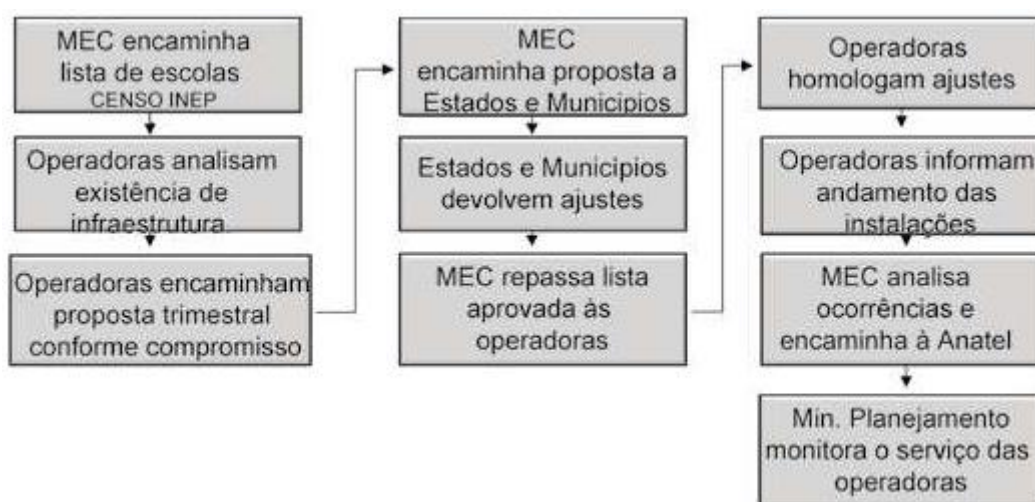 MEC encaminha
lista de escolas
CENSO INEP
Operadoras analisam
existência de
infraestrutura.
Operadoras encaminham
proposta trimestral
conforme compromisso
MEC
encaminha proposta a
Estados e Municipios
Estados e Municipios
devolvem ajustes
MEC repassa lista
aprovada às
operadoras
Operadoras
homologam ajustes
Operadoras informam
andamento das
instalações
MEC analisa
ocorrências e
encaminha à Anatel
Min. Planejamento
monitora o serviço das
operadoras